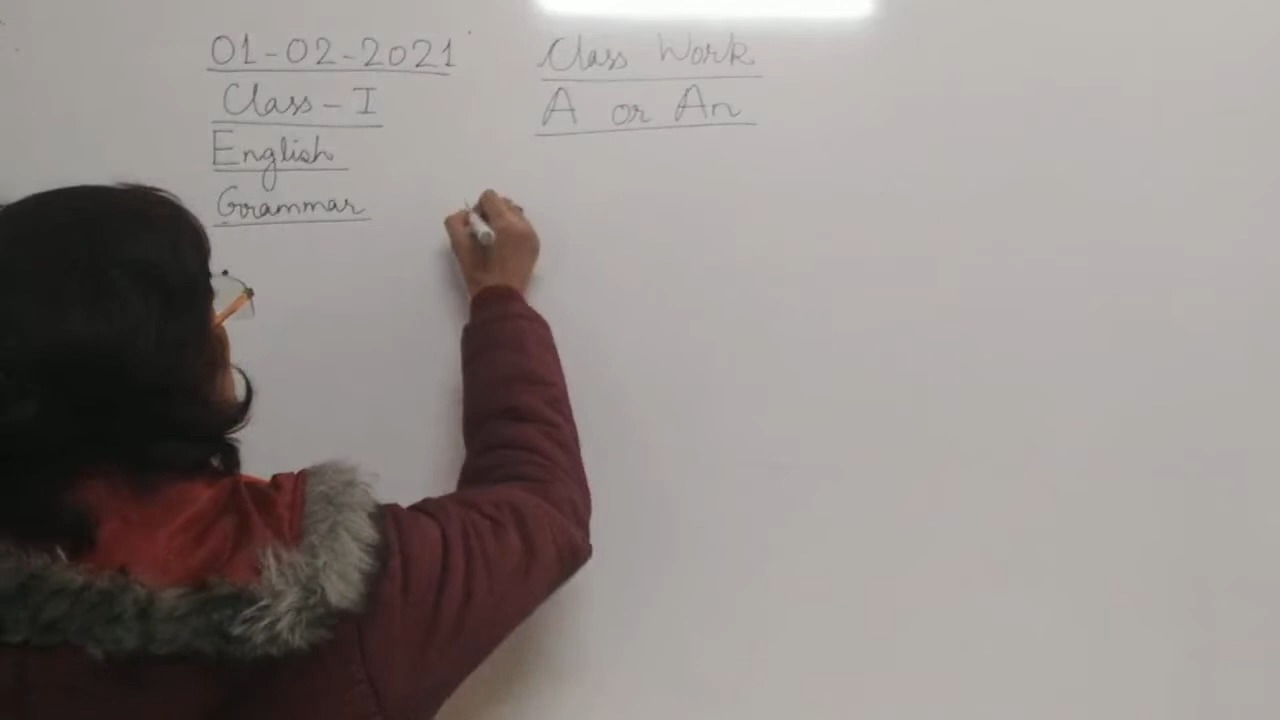 01-02-2021
Class - I
English
Grammar
Class Work
A or An